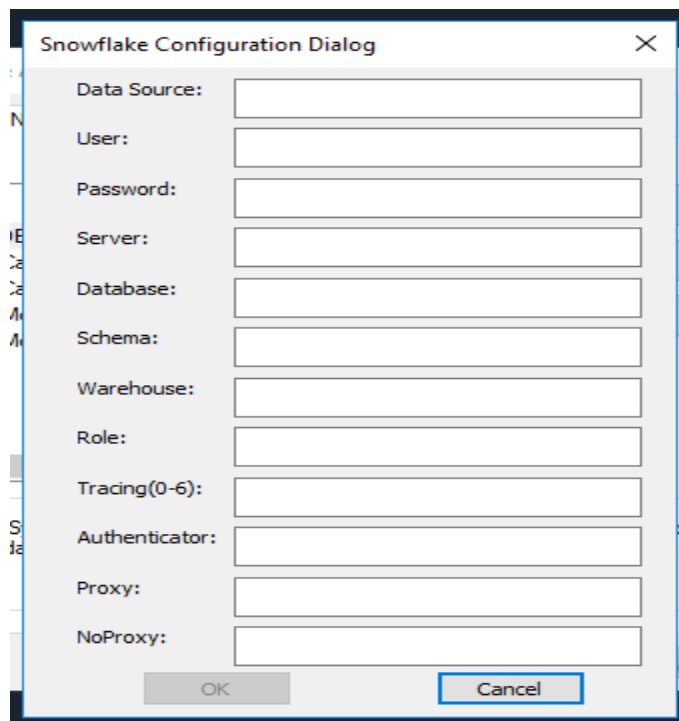 Snowflake Configuration Dialog
Data Source:
User:
Password:
Server:
Database:
Schema:
Warehouse:
Role:
Tracing(0-6):
Authenticator:
Proxy:
NoProxy:
OK
Cancel